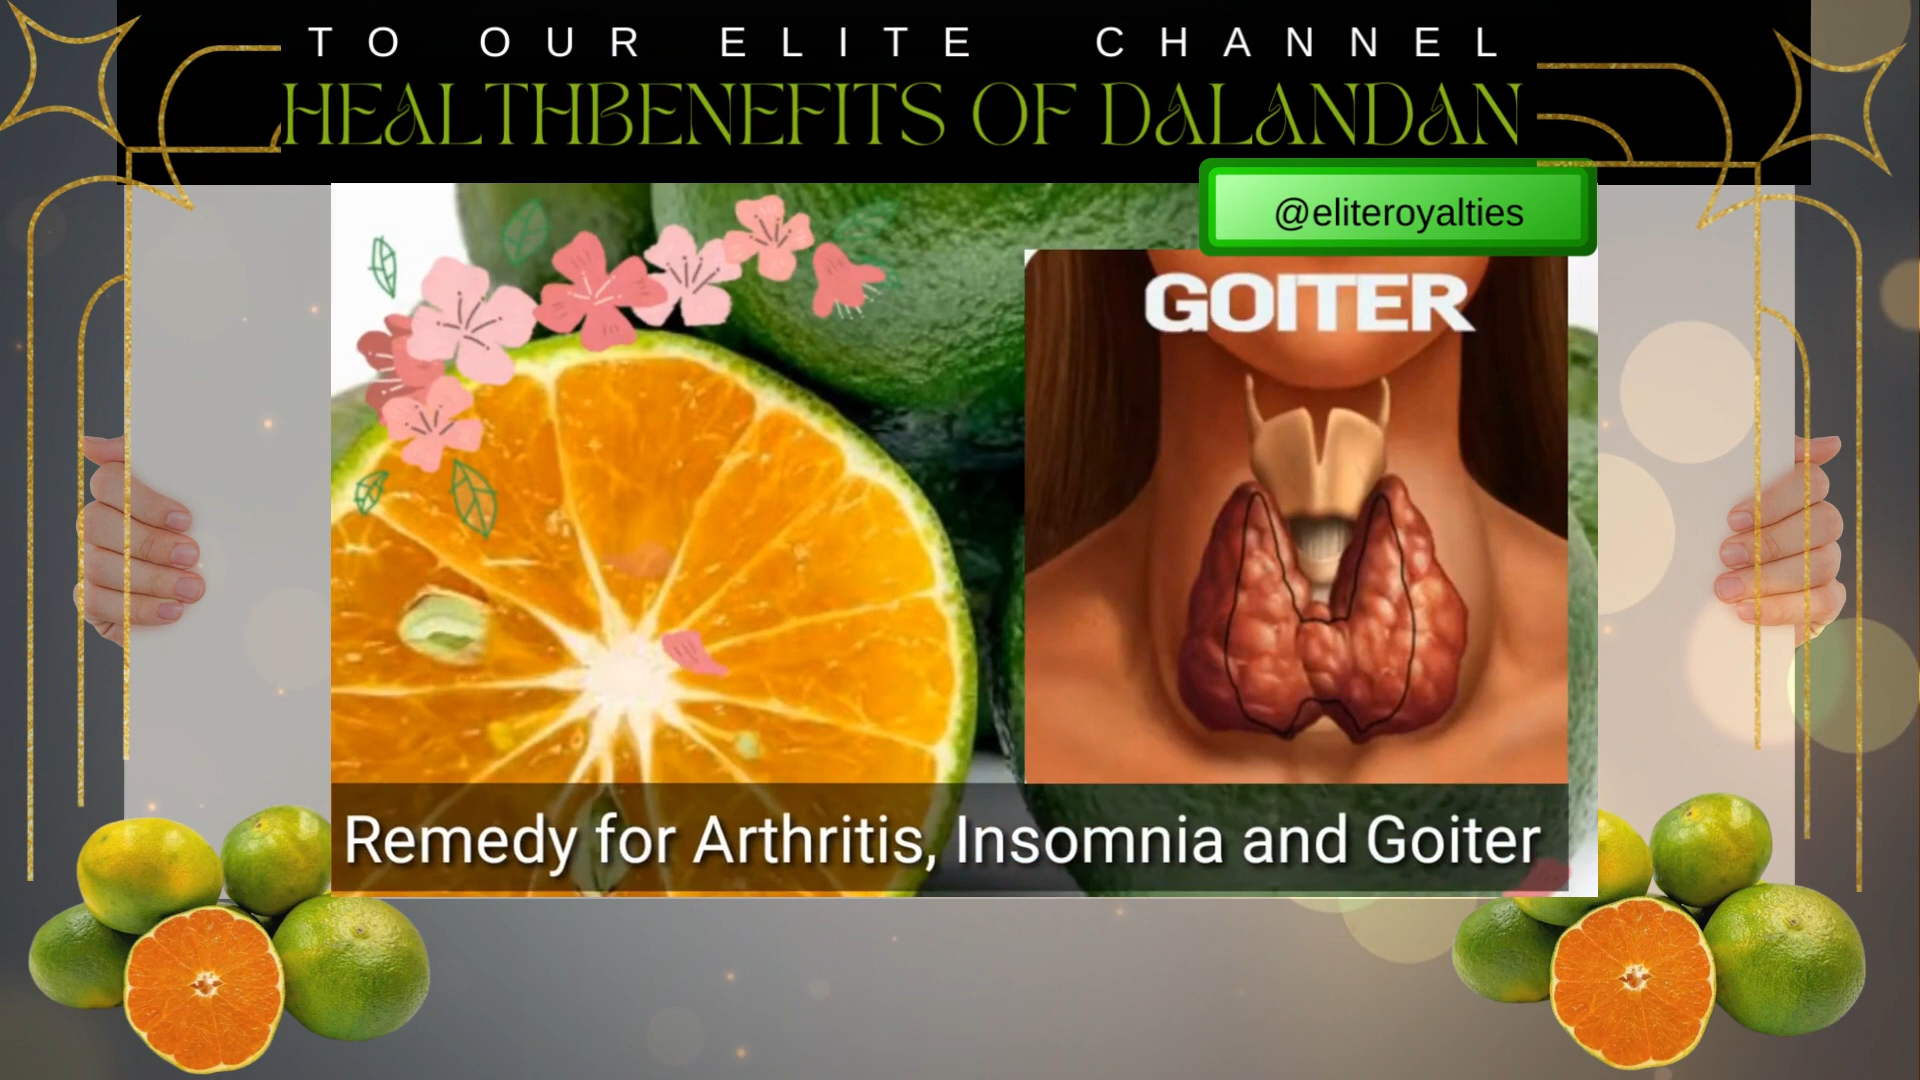 TO OUR ELITE CHANNEL
HEALTHBENEFITS OF DALANDAN
@eliteroyalties
GOITER
Remedy for Arthritis, Insomnia and Goiter